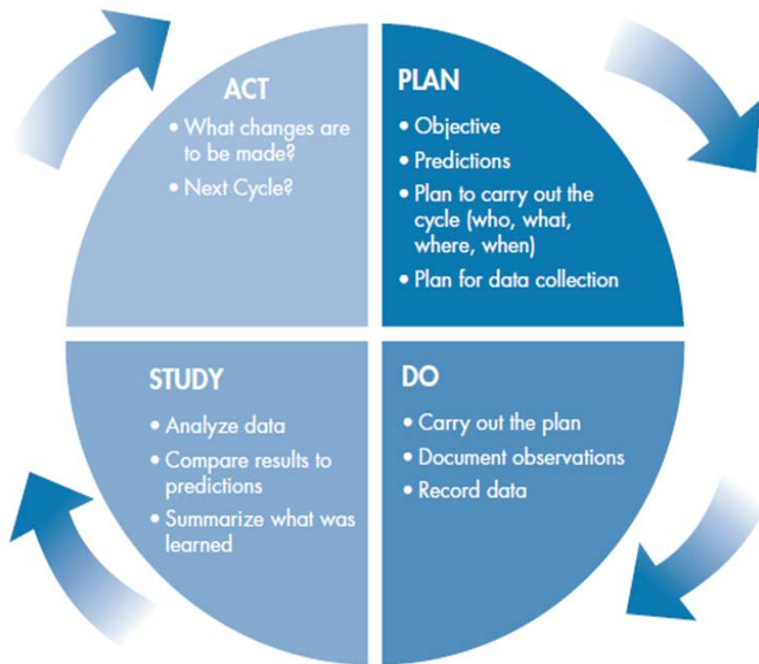 ACT
• What changes are
to be made?
• Next Cycle?
PLAN
• Objective
• Predictions
• Plan to carry out the
cycle (who, what,
where, when)
• Plan for data collection
STUDY
• Analyze data
• Compare results to
predictions
• Summarize what was
learned
DO
• Carry out the plan
• Document observations
• Record data